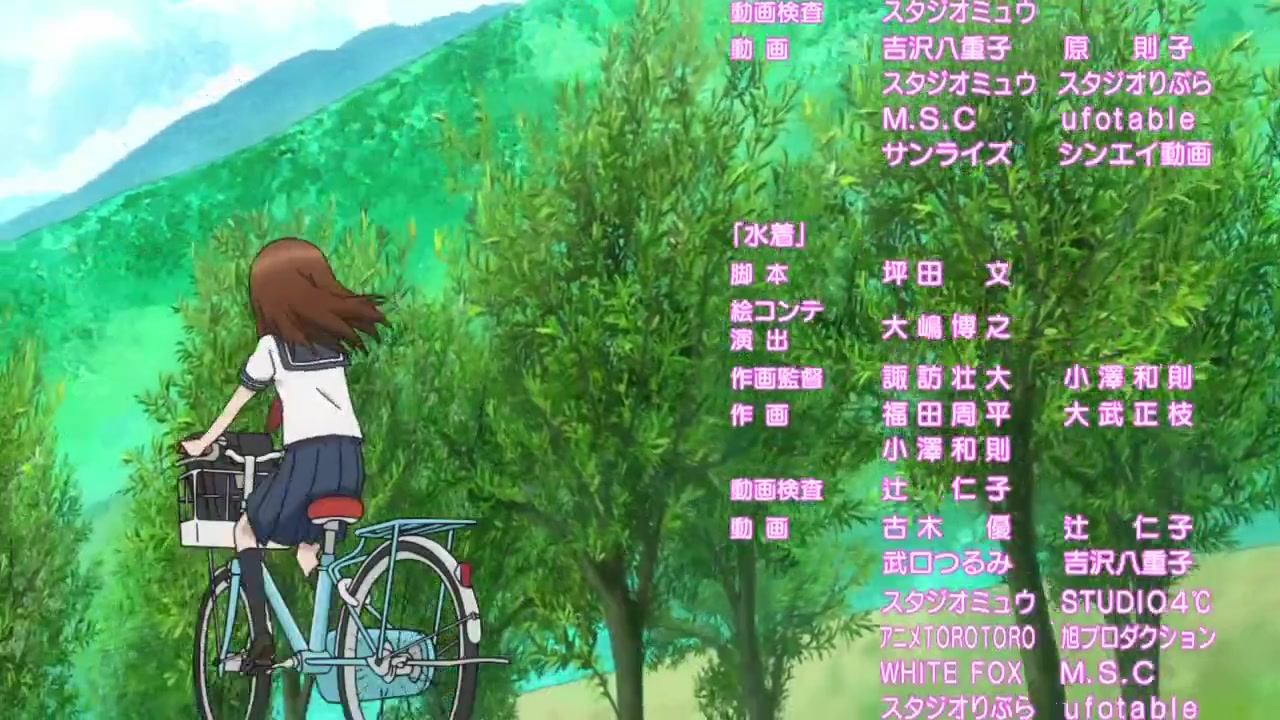 動画検査 スタジオミュウ
動画 吉沢八重子 原 則子
スタジオミュウ スタジオりぶら
M.S.C ufotable
サンライズ シンエイ動画
「水着」
脚本 坪田 文
絵コンテ
演出 大嶋博之
作画監督 諏訪壮大 小澤和則
作画 福田周平 大武正枝
小澤和則
動画検査 辻 仁子
動画 古木 優 辻 仁子
武口つるみ 吉沢八重子
スタジオミュウ STUDIO4℃
アニメTOROTORO 旭プロダクション
WHITE FOX M.S.C
スタジオりぶら ufotable